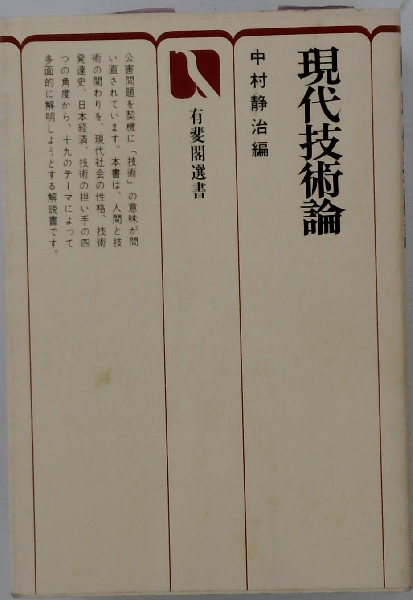 現代技術論
中村静治編
有斐閣選書
公害問題を契機に「技術」の意味が問
い直されています。本書は、人間と技
術の関わりを、現代社会の性格、技術
発達史、日本経済、技術の担い手の四
つの角度から、十九のテーマによって
多面的に解明しようとする解説書です。